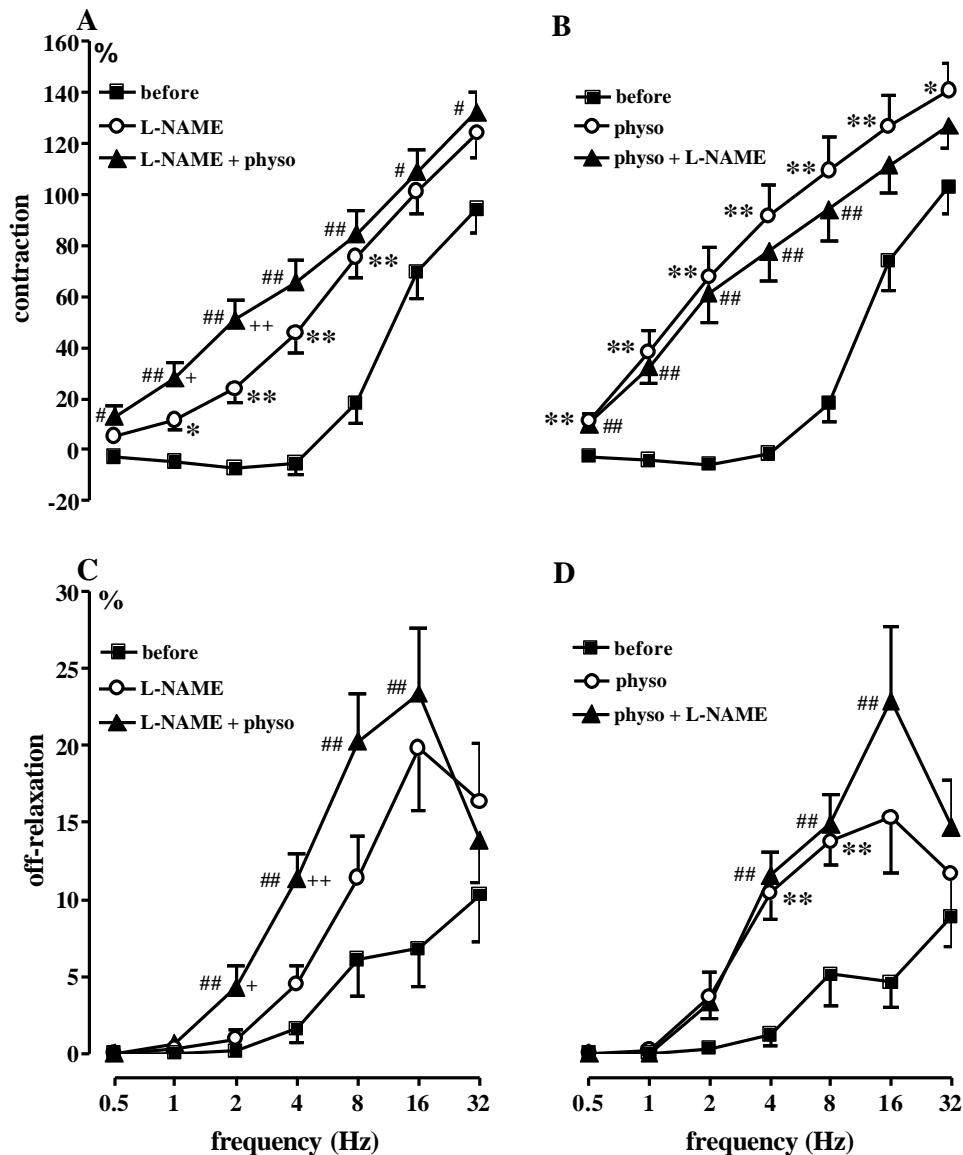 A
%
160
140
120
100
80
60
40
20
0
-20
contraction
before
L-NAME
L-NAME + physo
#
##
+
##
++
##
##
#
#
*
**
**
**
B
before
physo
physo + L-NAME
**
**
**
**
**
**
*
##
##
##
##
##
C
%
30
25
20
15
10
5
0
off-relaxation
before
L-NAME
L-NAME + physo
##
+
##
++
##
##
0.5 1 2 4 8 16 32
frequency (Hz)
D
before
physo
physo + L-NAME
##
**
##
**
##
0.5 1 2 4 8 16 32
frequency (Hz)